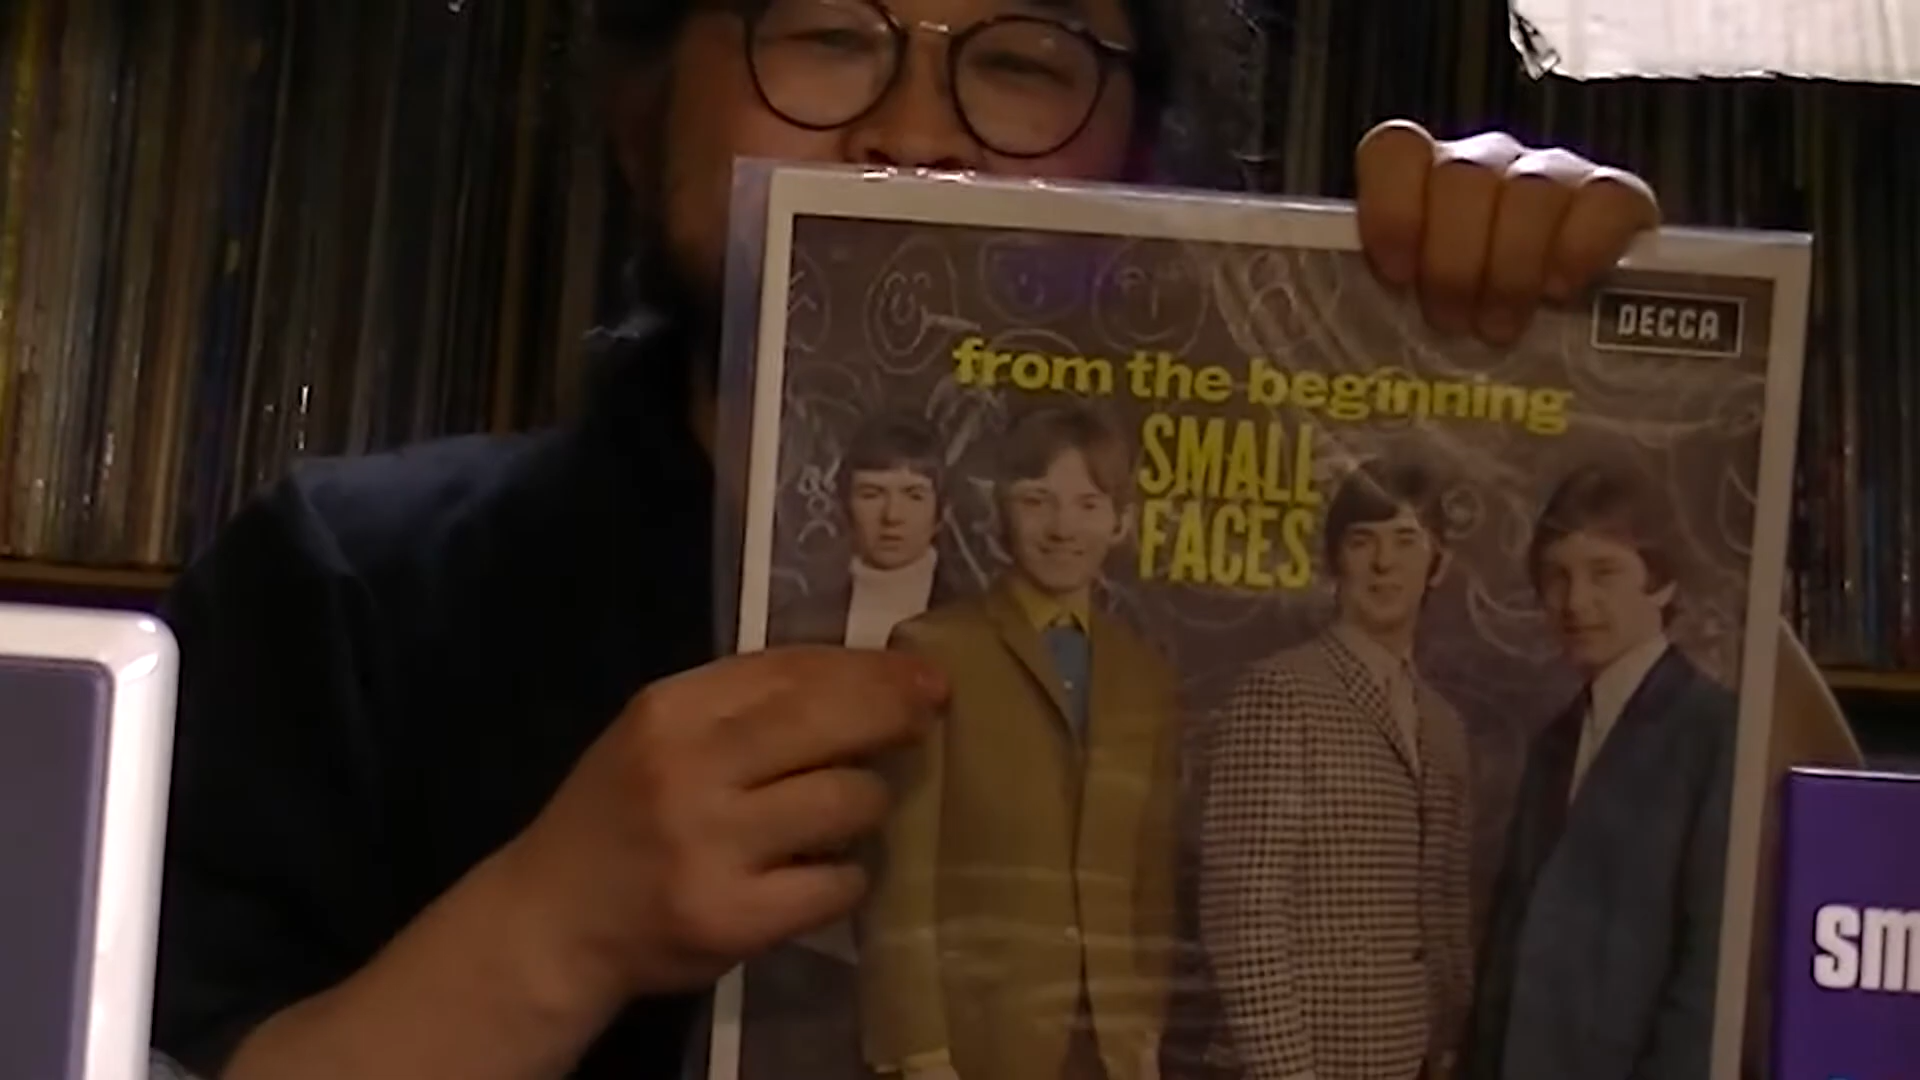 DECCA
from the beginning
SMALL
FACES
sm